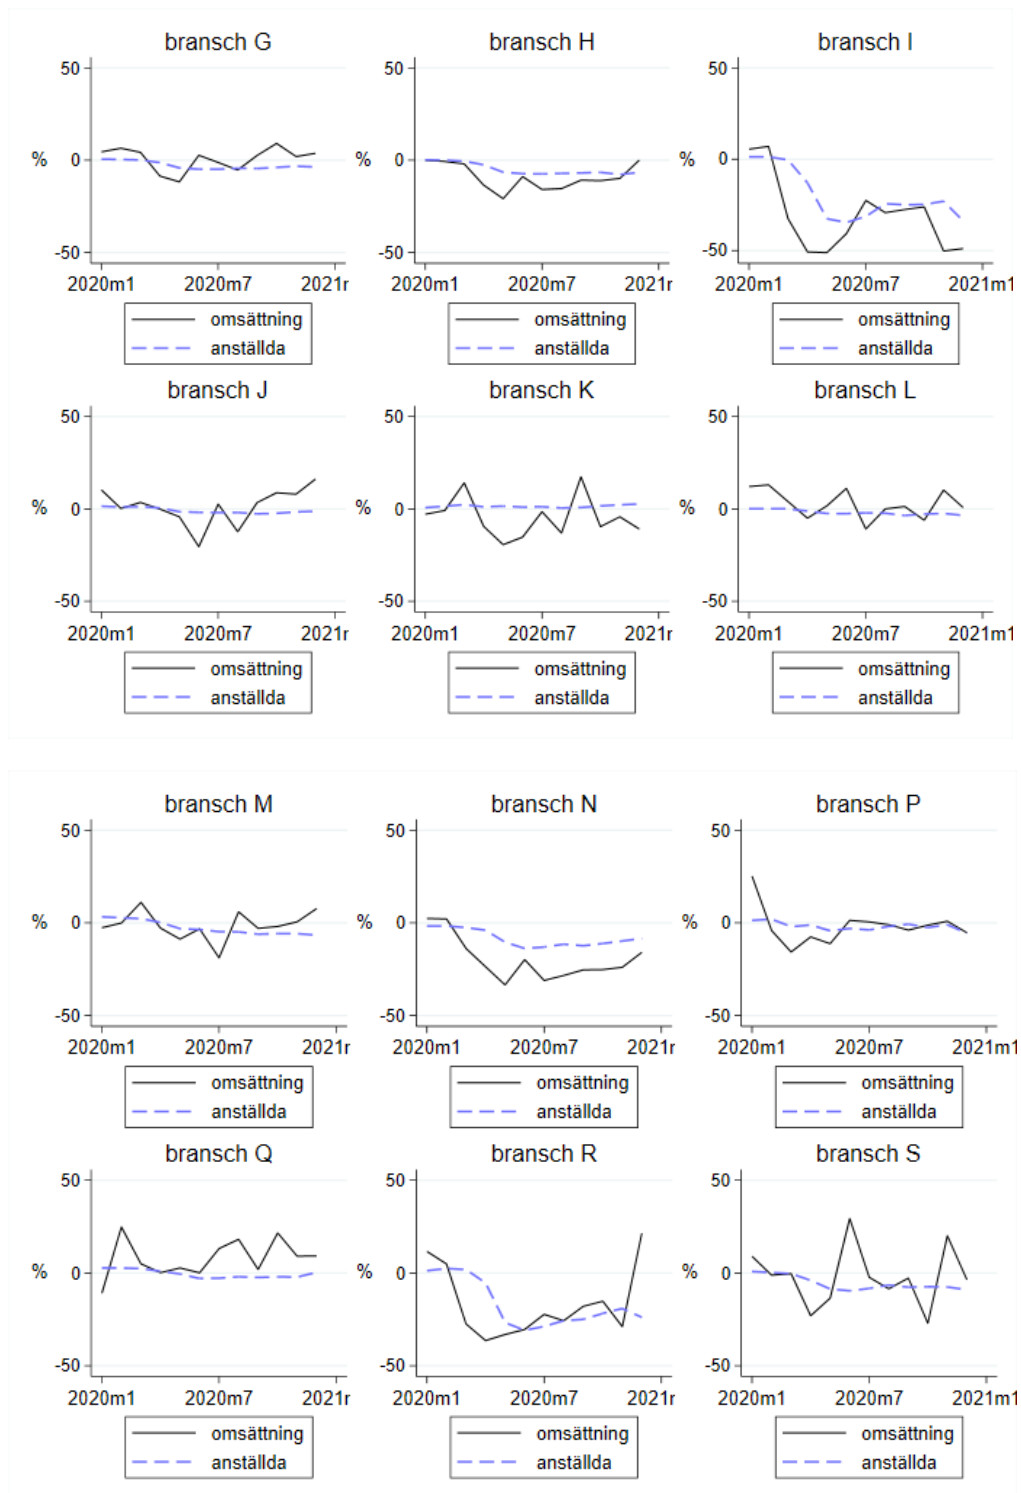 bransch G bransch H bransch I
50 50 50
% 0 % 0 % 0
-50 -50 -50
2020m1 2020m7 2021r 2020m1 2020m7 2021r 2020m1 2020m7 2021m1
omsättning omsättning omsättning
anställda anställda anställda
bransch J bransch K bransch L
50 50 50
% 0 % 0 % 0
-50 -50 -50
2020m1 2020m7 2021r 2020m1 2020m7 2021r 2020m1 2020m7 2021m1
omsättning omsättning omsättning
anställda anställda anställda
bransch M bransch N bransch P
50 50 50
% 0 % 0 % 0
-50 -50 -50
2020m1 2020m7 2021r 2020m1 2020m7 2021r 2020m1 2020m7 2021m1
omsättning omsättning omsättning
anställda anställda anställda
bransch Q bransch R bransch S
50 50 50
% 0 % 0 % 0
-50 -50 -50
2020m1 2020m7 2021r 2020m1 2020m7 2021r 2020m1 2020m7 2021m1
omsättning omsättning omsättning
anställda anställda anställda